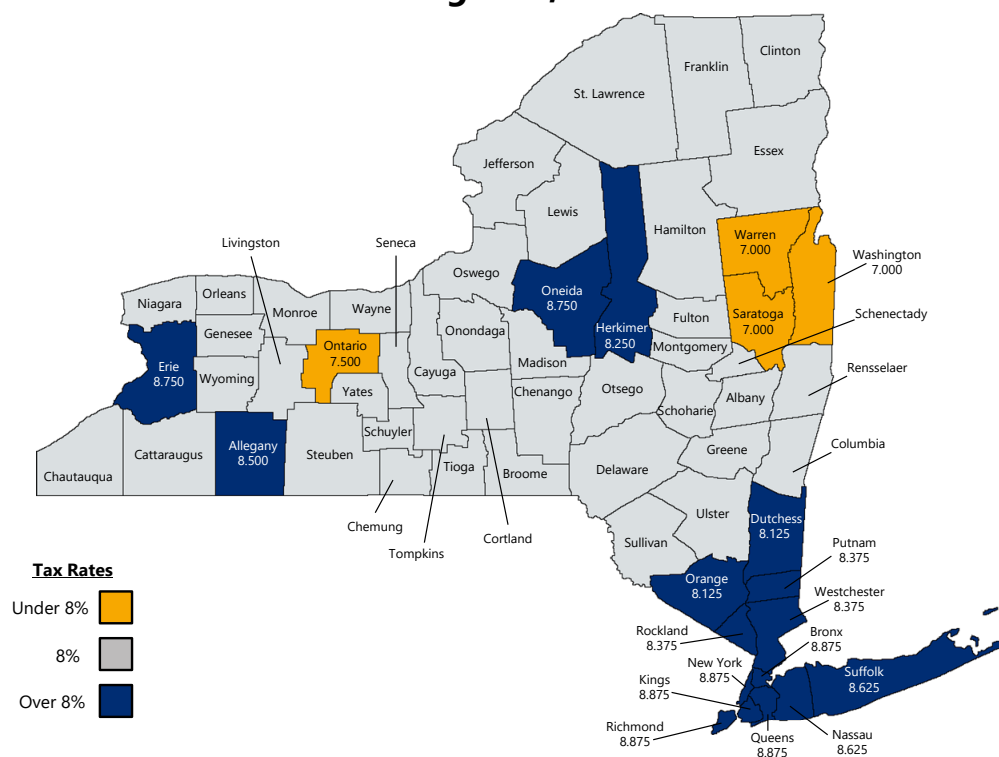 Clinton
Franklin
St. Lawrence
Essex
Jefferson
Lewis
Hamilton
Warren
7.000
Washington
7.000
Livingston
Seneca
Oswego
Oneida
8.750
Herkimer
8.250
Saratoga
7.000
Schenectady
Niagara
Orleans
Monroe
Wayne
Genesee
Ontario
7.500
Onondaga
Fulton
Montgomery
Erie
8.750
Wyoming
Yates
Cayuga
Madison
Chenango
Otsego
Schoharie
Albany
Rensselaer
Chautauqua
Cattaraugus
Allegany
8.500
Steuben
Schuyler
Tioga
Broome
Delaware
Greene
Columbia
Chemung
Tompkins
Cortland
Sullivan
Ulster
Dutchess
8.125
Putnam
8.375
Orange
8.125
Westchester
8.375
Rockland
8.375
Bronx
8.875
New York
8.875
Kings
8.875
Suffolk
8.625
Richmond
8.875
Queens
8.875
Nassau
8.625
Tax Rates
Under 8%
8%
Over 8%